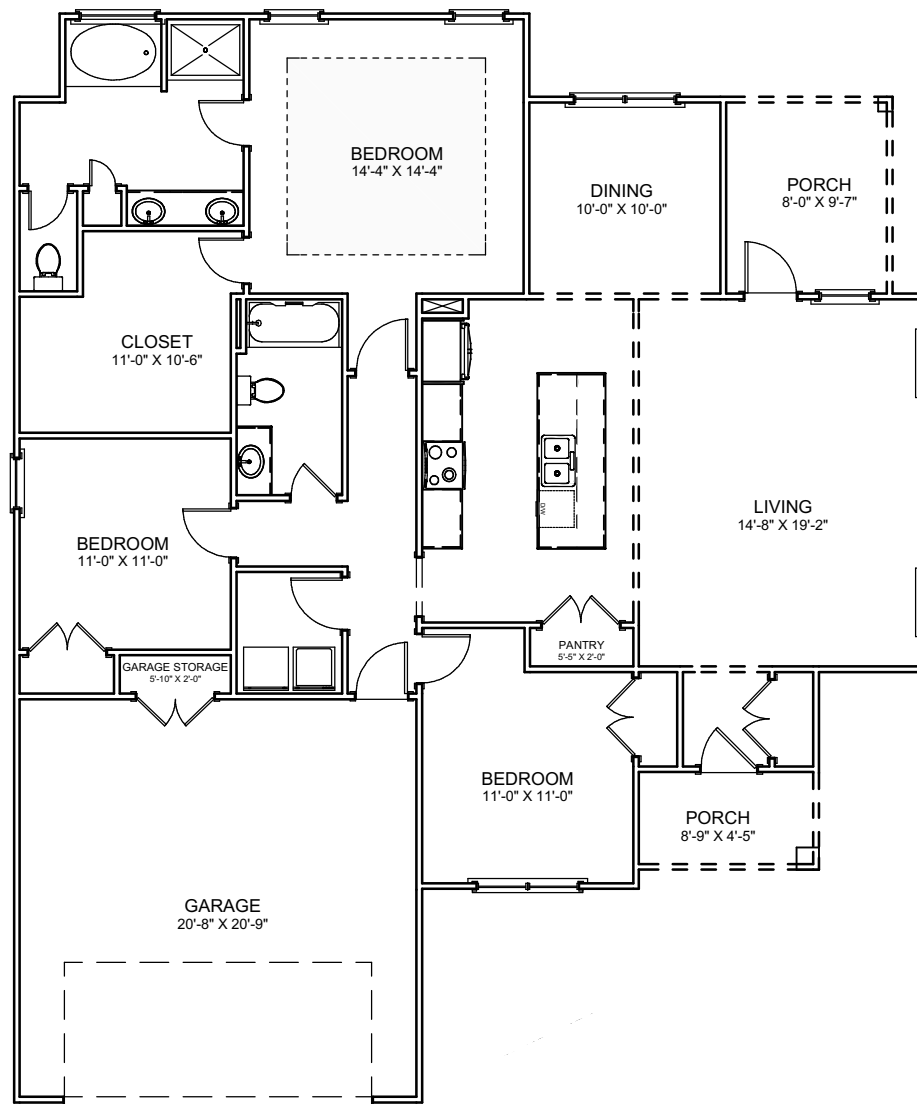 BEDROOM
14'-4" X 14'-4"
DINING
10'-0" X 10'-0"
PORCH
8'-0" X 9'-7"
CLOSET
11'-0" X 10'-6"
LIVING
14'-8" X 19'-2"
D/W
BEDROOM
11'-0" X 11'-0"
PANTRY
5'-5" X 2'-0"
GARAGE STORAGE
5'-10" X 2'-0"
BEDROOM
11'-0" X 11'-0"
PORCH
8'-9" X 4'-5"
GARAGE
20'-8" X 20'-9"